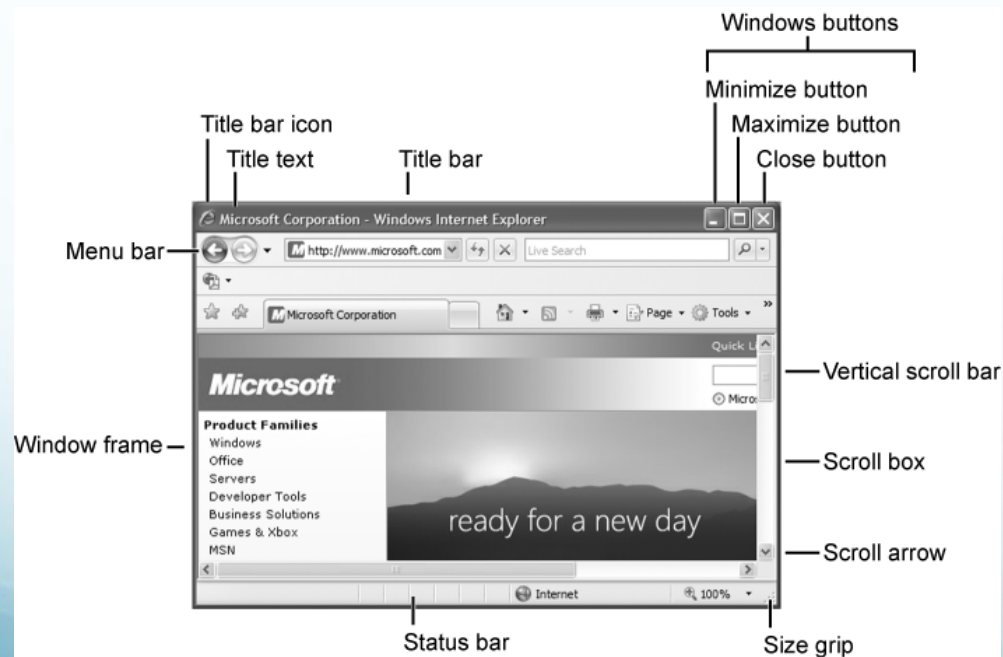 Windows buttons
Minimize button
Title bar icon
Maximize button
Title text
Title bar
Close button
Microsoft Corporation - Windows Internet Explorer
Menu bar
http://www.microsoft.com
Live Search
Microsoft Corporation
Page
Tools
Quick
Microsoft
Vertical scroll bar
Product Families
Window frame
Windows
Office
Scroll box
Servers
Developer Tools
Business Solutions
ready for a new day
Games & Xbox
MSN
Scroll arrow
Internet
100%
Status bar
Size grip